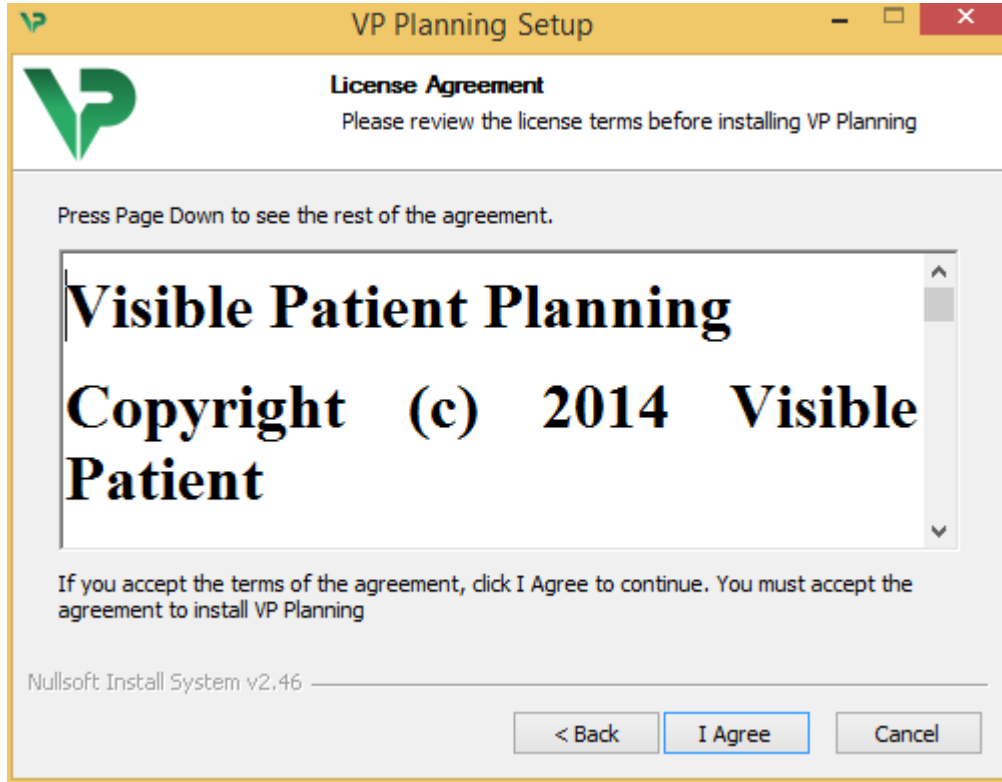 VP Planning Setup
VP
License Agreement
Please review the license terms before installing VP Planning
Press Page Down to see the rest of the agreement.
Visible Patient Planning
Copyright (c) 2014 Visible
Patient
If you accept the terms of the agreement, click I Agree to continue. You must accept the
agreement to install VP Planning
Nullsoft Install System v2.46
< Back
I Agree
Cancel